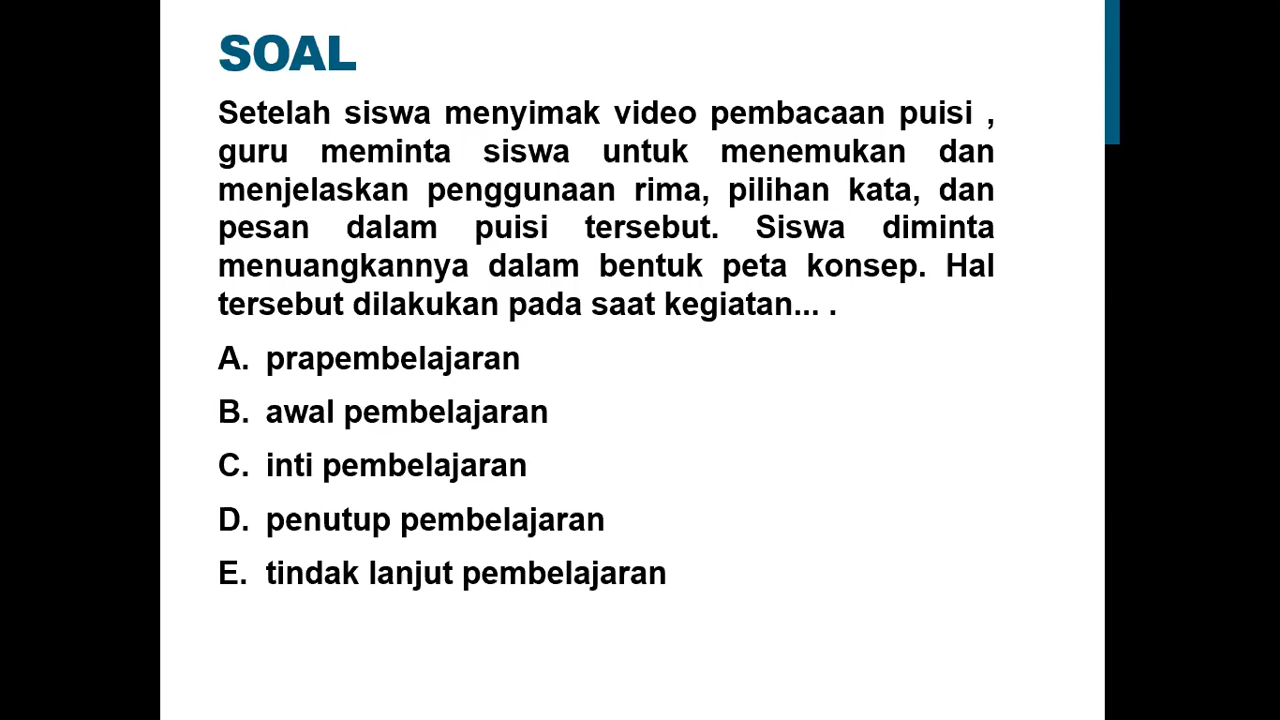 SOAL
Setelah siswa menyimak video pembacaan puisi ,
guru meminta siswa untuk menemukan dan
menjelaskan penggunaan rima, pilihan kata, dan
pesan dalam puisi tersebut. Siswa diminta
menuangkannya dalam bentuk peta konsep. Hal
tersebut dilakukan pada saat kegiatan... .
A. prapembelajaran
B. awal pembelajaran
C. inti pembelajaran
D. penutup pembelajaran
E. tindak lanjut pembelajaran